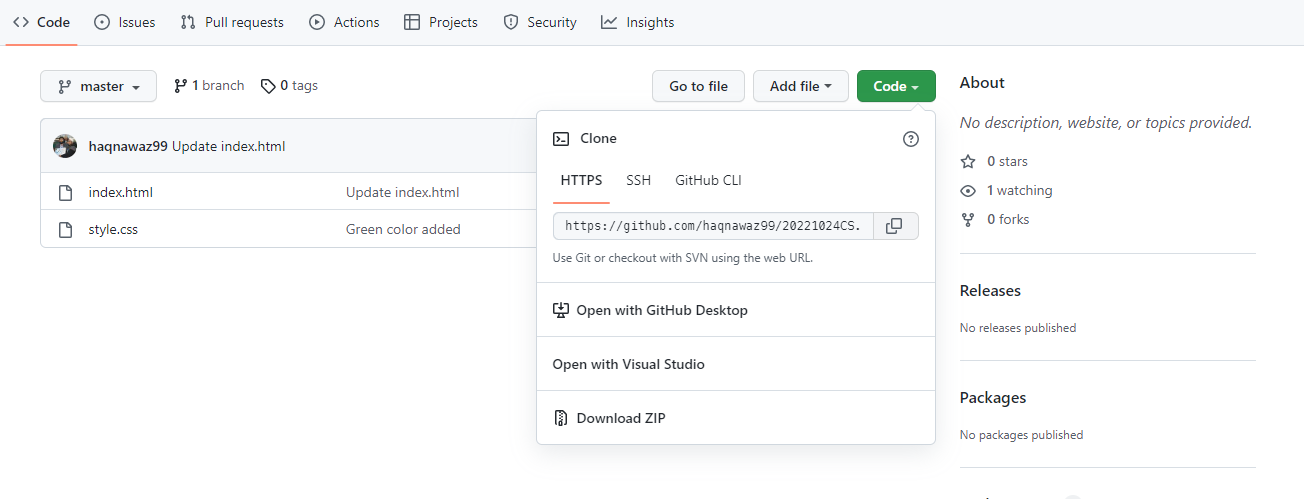 Code Issues Pull requests Actions Projects Security Insights
master 1 branch 0 tags Go to file Add file Code
haqnawaz99 Update index.html
index.html Update index.html
style.css Green color added
Clone
HTTPS SSH GitHub CLI
https://github.com/haqnawaz99/20221024CS.
Use Git or checkout with SVN using the web URL.
Open with GitHub Desktop
Open with Visual Studio
Download ZIP
About
No description, website, or topics provided.
0 stars
1 watching
0 forks
Releases
No releases published
Packages
No packages published